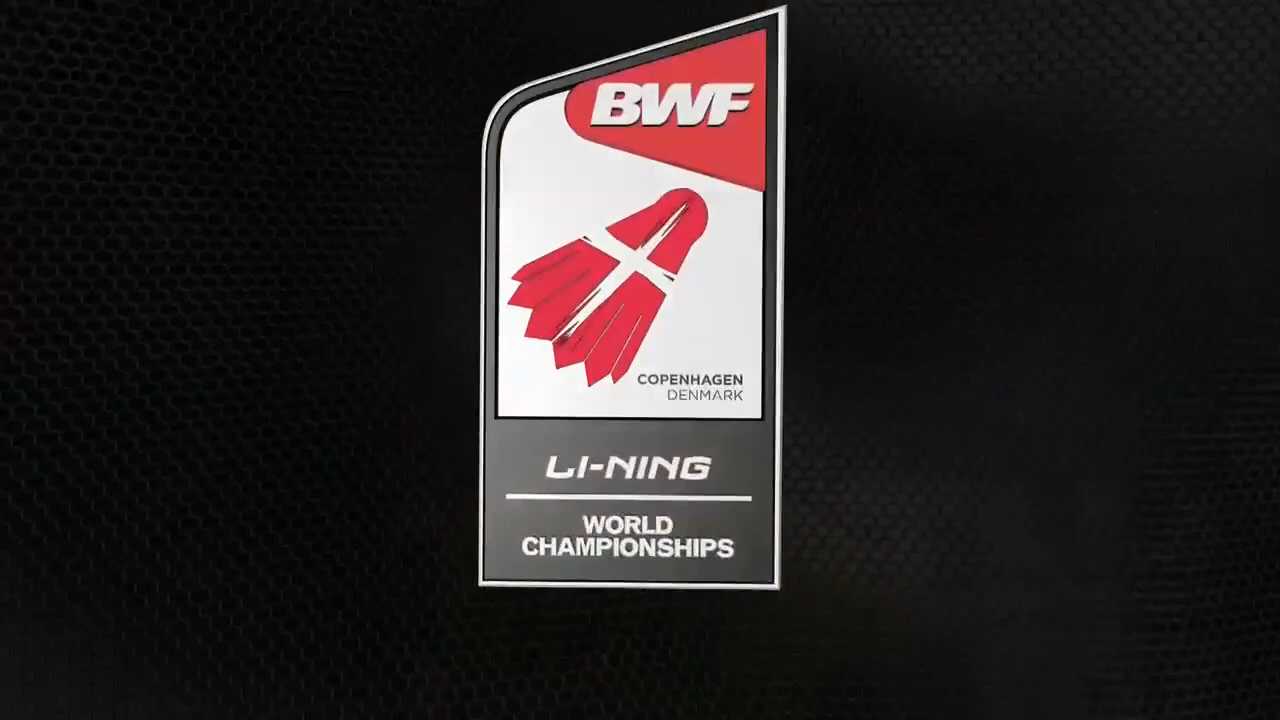 BWF
COPENHAGEN
DENMARK
LI-NING
WORLD
CHAMPIONSHIPS